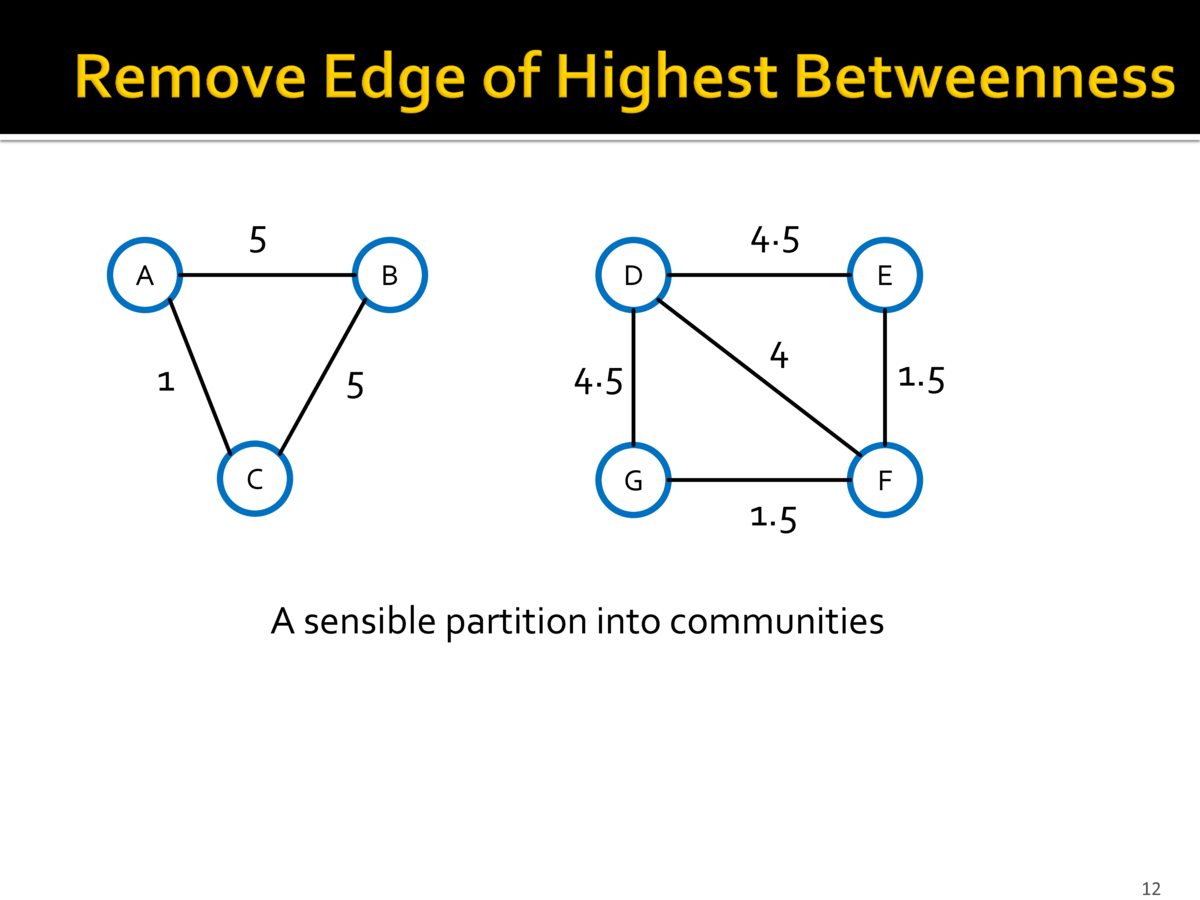 Remove Edge of Highest Betweenness
5
4.5
A
B
D
E
4
1
5
4.5
1.5
C
G
F
1.5
A sensible partition into communities
12